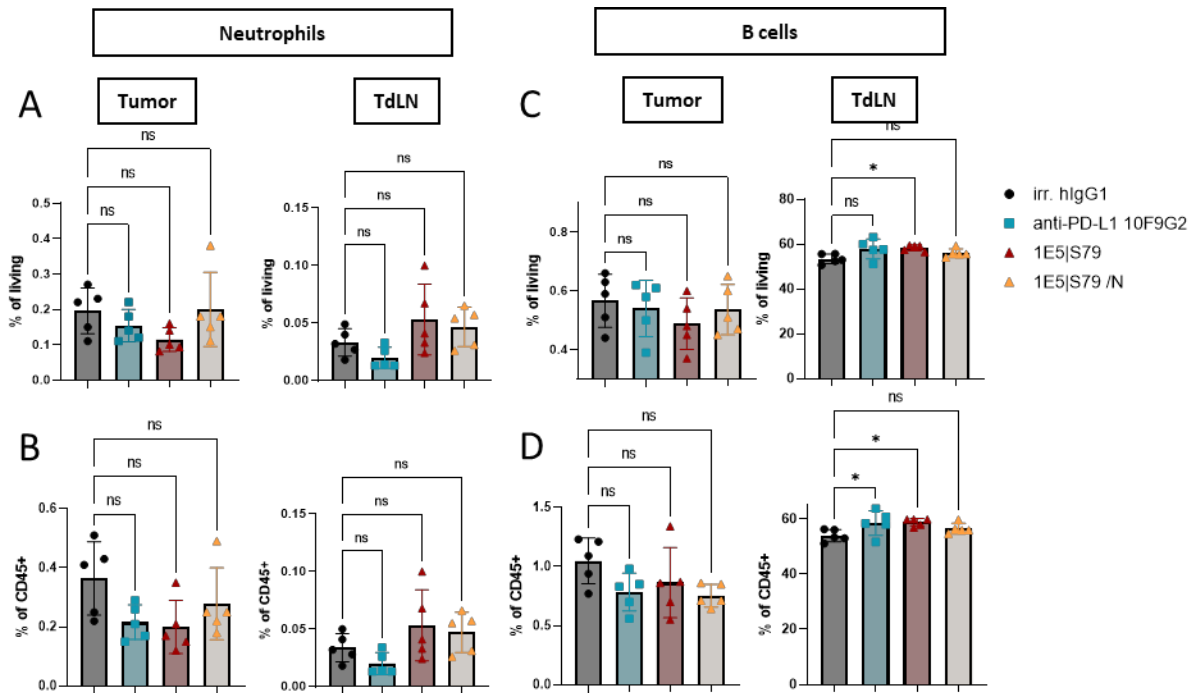 Neutrophils
B cells
A
Tumor
TdLN
C
Tumor
TdLN
ns
ns
ns
0.5
0.4
0.3
0.2
0.1
0.0
% of living
ns
ns
ns
0.15
0.10
0.05
0.00
% of living
ns
ns
ns
0.8
0.6
0.4
% of living
ns
*
ns
80
60
40
20
0
% of living
irr. hIgG1
anti-PD-L1 10F9G2
1E5|S79
1E5|S79 /N
B
D
ns
ns
ns
0.6
0.4
0.2
0.0
% of CD45+
ns
ns
ns
0.15
0.10
0.05
0.00
% of CD45+
ns
ns
ns
1.5
1.0
0.5
0.0
% of CD45+
ns
*
*
60
40
20
0
% of CD45+